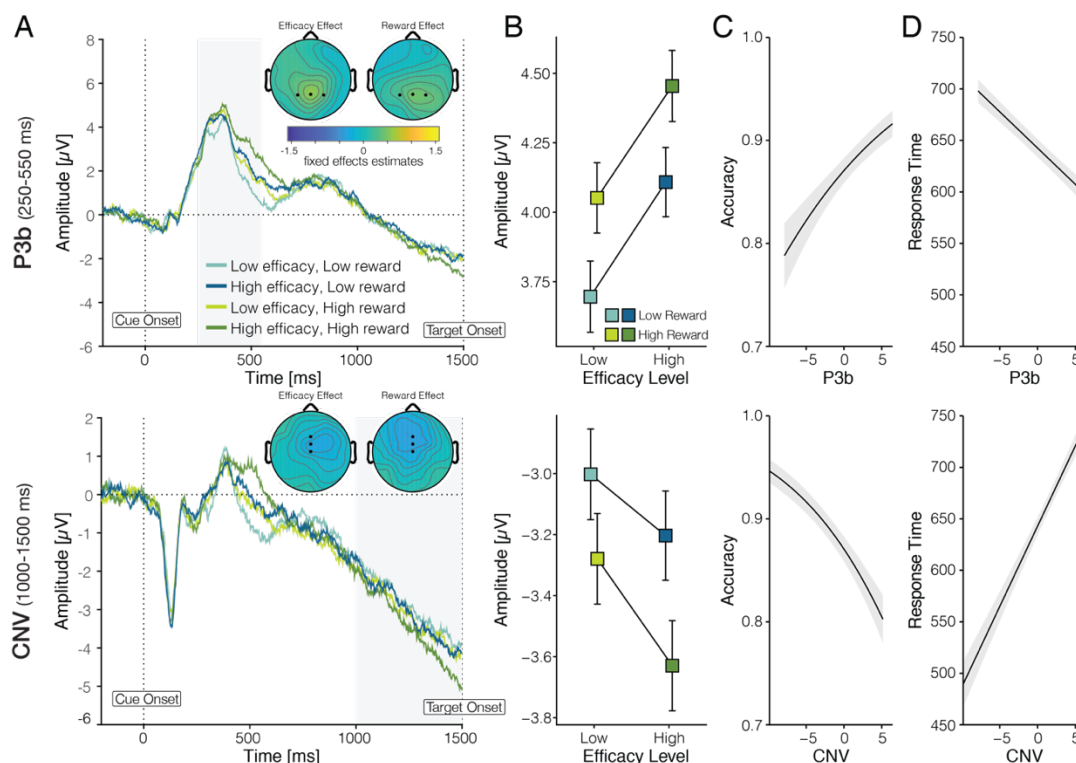 A
B
C
D
P3b (250-550 ms)
Amplitude [µV]
8
6
4
2
0
-2
-4
-6
Efficacy Effect
Reward Effect
-1.5
0
1.5
fixed effects estimates
Low efficacy, Low reward
High efficacy, Low reward
Low efficacy, High reward
High efficacy, High reward
Cue Onset
Target Onset
0
500
1000
1500
Time [ms]
Amplitude [µV]
4.50
4.25
4.00
3.75
Low Reward
High Reward
Low
High
Efficacy Level
Accuracy
1.0
0.9
0.8
0.7
-5
0
5
P3b
Response Time
750
700
650
600
550
500
450
-5
0
5
P3b
CNV (1000-1500 ms)
Amplitude [µV]
2
1
0
-1
-2
-3
-4
-5
-6
Efficacy Effect
Reward Effect
Cue Onset
Target Onset
0
500
1000
1500
Time [ms]
Amplitude [µV]
−3.0
−3.2
−3.4
−3.6
−3.8
Low
High
Efficacy Level
Accuracy
1.0
0.9
0.8
0.7
-5
0
5
CNV
Response Time
750
700
650
600
550
500
450
-5
0
5
CNV